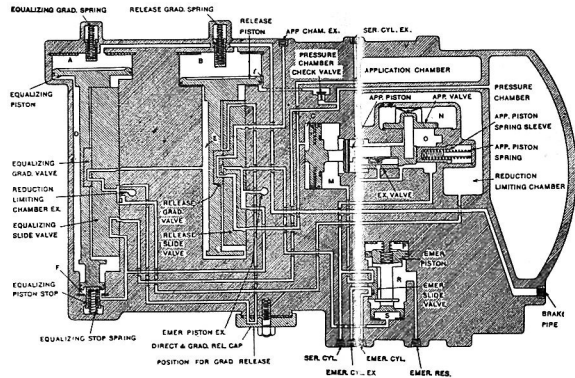 EQUALIZING GRAD. SPRING
RELEASE GRAD. SPRING
RELEASE
PISTON
APP CHAM. EX.
SER. CYL. EX.
A
B
PRESSURE
CHAMBER
CHECK VALVE
APPLICATION CHAMBER
APP. PISTON
APP. VALVE
PRESSURE
CHAMBER
EQUALIZING
PISTON
N
O
APP. PISTON
SPRING SLEEVE
APP. PISTON
SPRING
D
E
M
EX. VALVE
REDUCTION
LIMITING CHAMBER
EQUALIZING
GRAD. VALVE
REDUCTION
LIMITING
CHAMBER EX.
EQUALIZING
SLIDE VALVE
RELEASE
GRAD.
VALVE
RELEASE
SLIDE
VALVE
EMER
PISTON
R
EMER
SLIDE
VALVE
S
F
EQUALIZING
PISTON STOP
EQUALIZING STOP SPRING
EMER PISTON EX.
DIRECT & GRAD. REL. CAP
POSITION FOR GRAD RELEASE
SER. CYL.
EMER. CYL.
EMER CYL. EX
EMER. RES.
BRAKE
PIPE